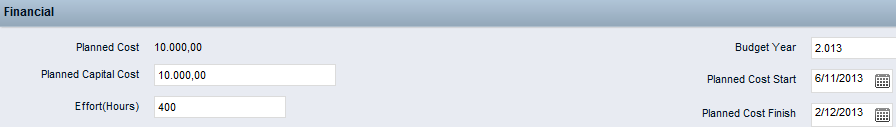 Financial
Planned Cost 10.000,00
Budget Year 2.013
Planned Capital Cost 10.000,00
Planned Cost Start 6/11/2013
Effort(Hours) 400
Planned Cost Finish 2/12/2013